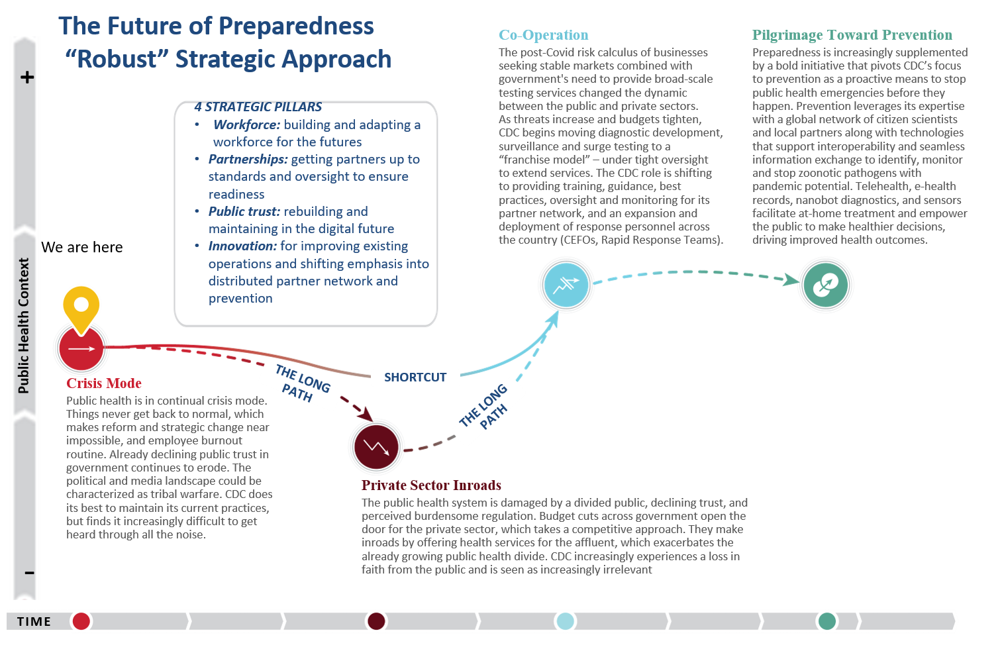 The Future of Preparedness
“Robust” Strategic Approach
+
Public Health Context
–
4 STRATEGIC PILLARS
• Workforce: building and adapting a
workforce for the futures
• Partnerships: getting partners up to
standards and oversight to ensure
readiness
• Public trust: rebuilding and
maintaining in the digital future
• Innovation: for improving existing
operations and shifting emphasis into
distributed partner network and
prevention
Co-Operation
The post-Covid risk calculus of businesses
seeking stable markets combined with
government's need to provide broad-scale
testing services changed the dynamic
between the public and private sectors.
As threats increase and budgets tighten,
CDC begins moving diagnostic development,
surveillance and surge testing to a
“franchise model” – under tight oversight
to extend services. The CDC role is shifting
to providing training, guidance, best
practices, oversight and monitoring for its
partner network, and an expansion and
deployment of response personnel across
the country (CEFOs, Rapid Response Teams).
Pilgrimage Toward Prevention
Preparedness is increasingly supplemented
by a bold initiative that pivots CDC’s focus
to prevention as a proactive means to stop
public health emergencies before they
happen. Prevention leverages its expertise
with a global network of citizen scientists
and local partners along with technologies
that support interoperability and seamless
information exchange to identify, monitor
and stop zoonotic pathogens with
pandemic potential. Telehealth, e-health
records, nanobot diagnostics, and sensors
facilitate at-home treatment and empower
the public to make healthier decisions,
driving improved health outcomes.
We are here
THE LONG
PATH
SHORTCUT
THE LONG
PATH
Crisis Mode
Public health is in continual crisis mode.
Things never get back to normal, which
makes reform and strategic change near
impossible, and employee burnout
routine. Already declining public trust in
government continues to erode. The
political and media landscape could be
characterized as tribal warfare. CDC does
its best to maintain its current practices,
but finds it increasingly difficult to get
heard through all the noise.
Private Sector Inroads
The public health system is damaged by a divided public, declining trust, and
perceived burdensome regulation. Budget cuts across government open the
door for the private sector, which takes a competitive approach. They make
inroads by offering health services for the affluent, which exacerbates the
already growing public health divide. CDC increasingly experiences a loss in
faith from the public and is seen as increasingly irrelevant
TIME